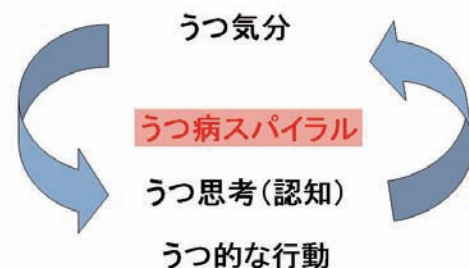 うつ気分
うつ病スパイラル
うつ思考(認知)
うつ的な行動